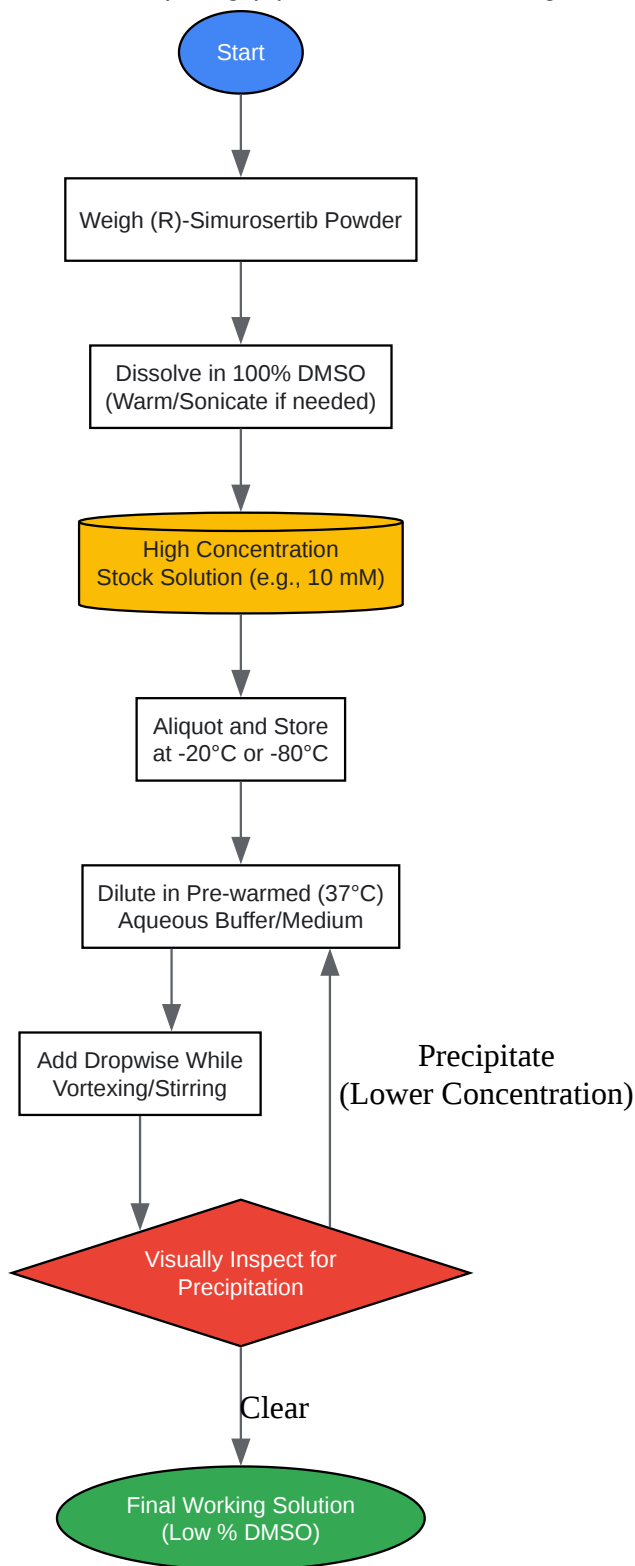 Start
Weigh (R)-Simurosertib Powder
Dissolve in 100% DMSO
(Warm/Sonicate if needed)
High Concentration
Stock Solution (e.g., 10 mM)
Aliquot and Store
at -20°C or -80°C
Dilute in Pre-warmed (37°C)
Aqueous Buffer/Medium
Add Dropwise While
Vortexing/Stirring
Precipitate
(Lower Concentration)
Visually Inspect for
Precipitation
Clear
Final Working Solution
(Low % DMSO)